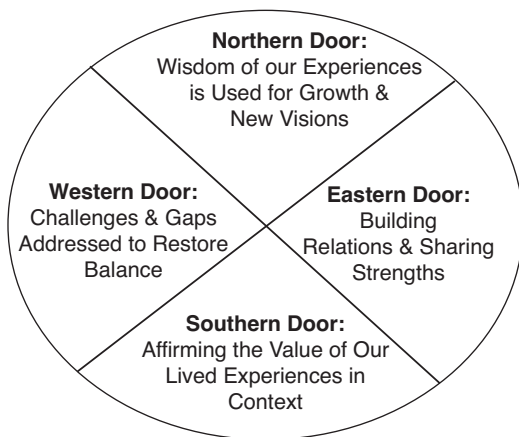 Northern Door:
Wisdom of our Experiences
is Used for Growth &
New Visions
Western Door:
Challenges & Gaps
Addressed to Restore
Balance
Eastern Door:
Building
Relations & Sharing
Strengths
Southern Door:
Affirming the Value of Our
Lived Experiences in
Context